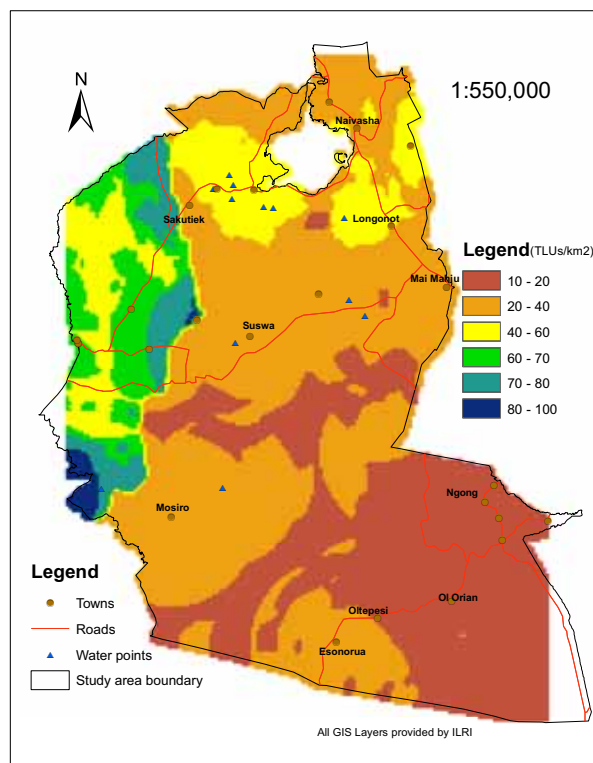 N
1:550,000
Naivasha
Sakutiek
Longonot
Legend(TLUs/km2)
Mai Mahiu
10 - 20
20 - 40
40 - 60
60 - 70
70 - 80
80 - 100
Suswa
Ngong
Mosiro
Legend
Towns
Roads
Water points
Study area boundary
Ol Orian
Oltepesi
Esonorua
All GIS Layers provided by ILRI